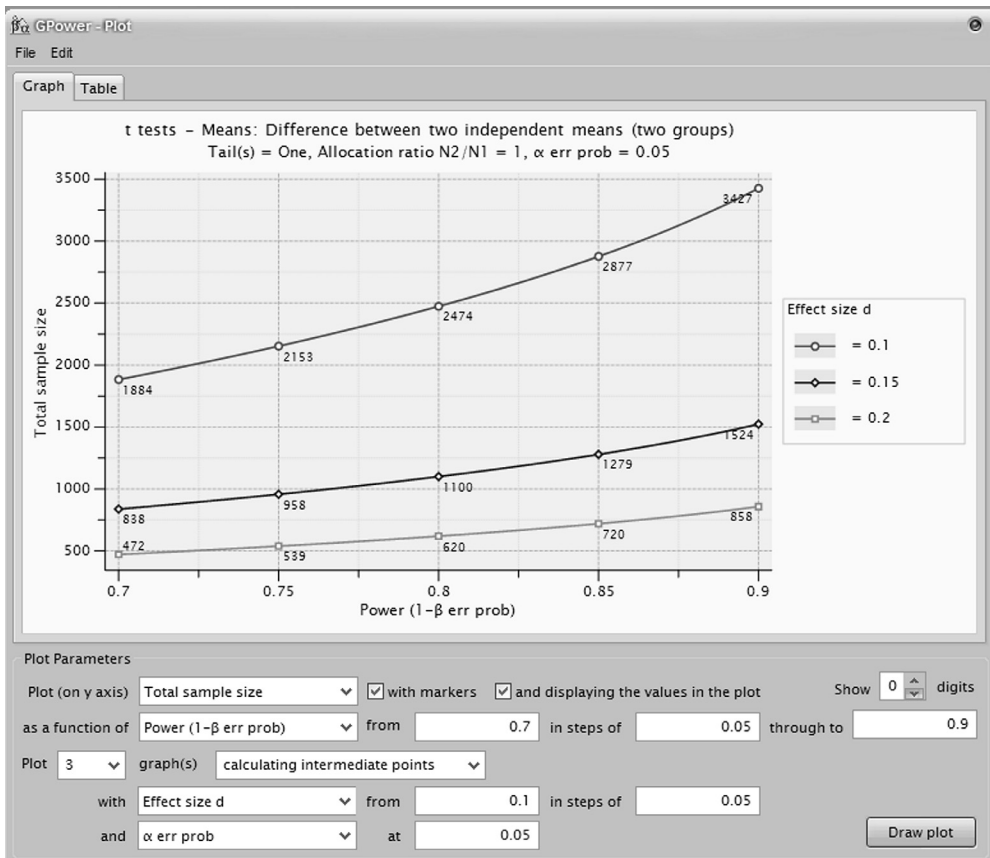 GPower - Plot
File Edit
Graph Table
t tests - Means: Difference between two independent means (two groups)
Tail(s) = One, Allocation ratio N2/N1 = 1, α err prob = 0.05
3500
3000
2500
2000
1500
1000
500
Total sample size
1884
2153
2474
2877
3427
838
958
1100
1279
1524
472
539
620
720
858
0.7 0.75 0.8 0.85 0.9
Power (1-β err prob)
Effect size d
= 0.1
= 0.15
= 0.2
Plot Parameters
Plot (on y axis) Total sample size with markers and displaying the values in the plot Show 0 digits
as a function of Power (1-β err prob) from 0.7 in steps of 0.05 through to 0.9
Plot 3 graph(s) calculating intermediate points
with Effect size d from 0.1 in steps of 0.05
and α err prob at 0.05
Draw plot